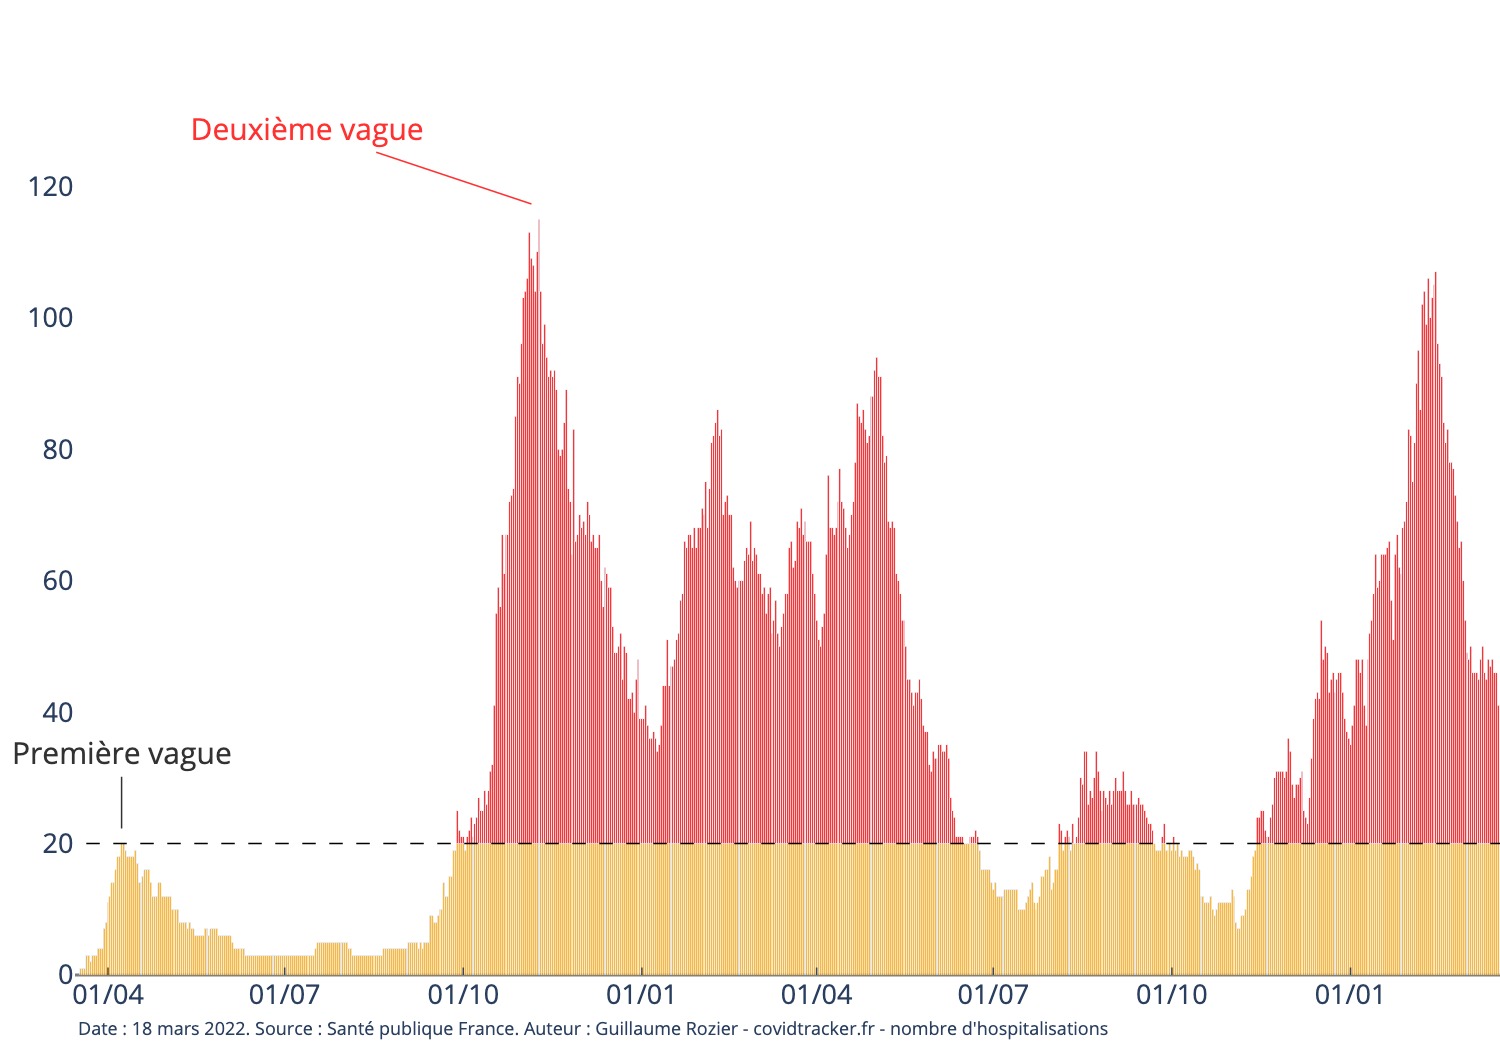 Deuxième vague
120
100
80
60
40
Première vague
20
0
01/04 01/07 01/10 01/01 01/04 01/07 01/10 01/01
Date : 18 mars 2022. Source : Santé publique France. Auteur : Guillaume Rozier - covidtracker.fr - nombre d'hospitalisations